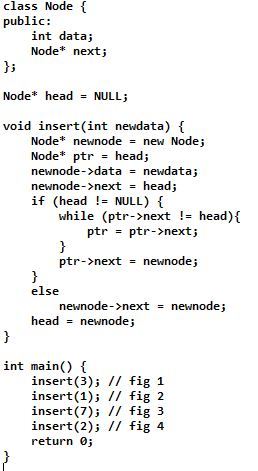 class Node {
public:
    int data;
    Node* next;
};

Node* head = NULL;

void insert(int newdata) {
    Node* newnode = new Node;
    Node* ptr = head;
    newnode->data = newdata;
    newnode->next = head;
    if (head != NULL) {
        while (ptr->next != head){
            ptr = ptr->next;
        }
        ptr->next = newnode;
    }
    else
        newnode->next = newnode;
    head = newnode;
}

int main() {
    insert(3); // fig 1
    insert(1); // fig 2
    insert(7); // fig 3
    insert(2); // fig 4
    return 0;
}